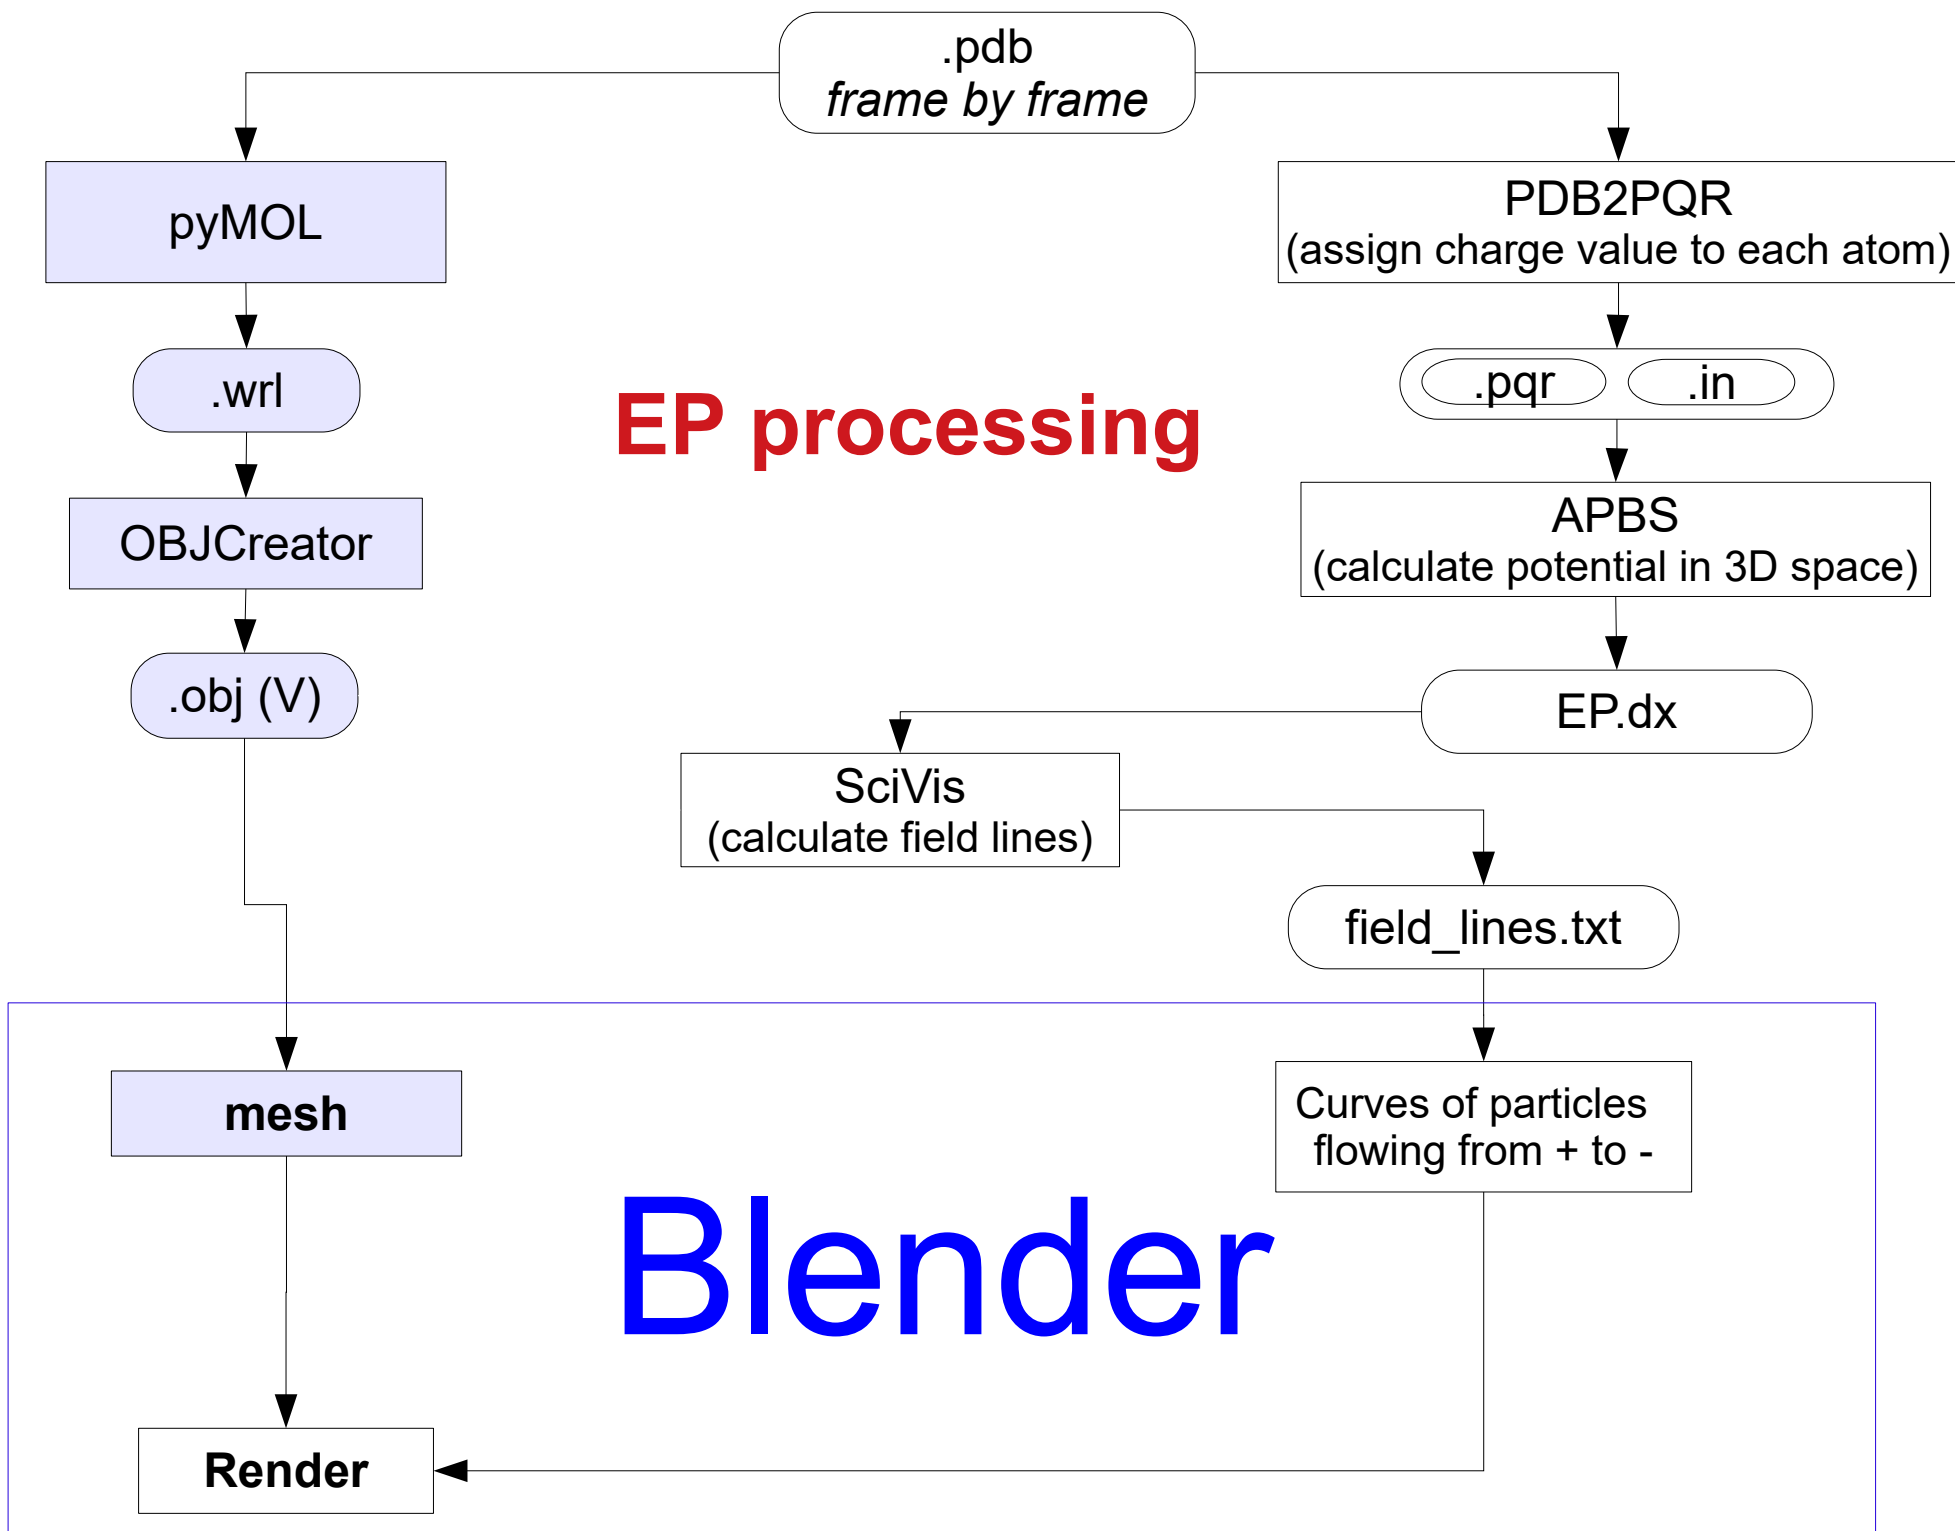 .pdb
frame by frame
pyMOL
PDB2PQR
(assign charge value to each atom)
.wrl
.pqr
.in
EP processing
OBJCreator
APBS
(calculate potential in 3D space)
.obj (V)
EP.dx
SciVis
(calculate field lines)
field_lines.txt
mesh
Curves of particles
flowing from + to -
Blender
Render